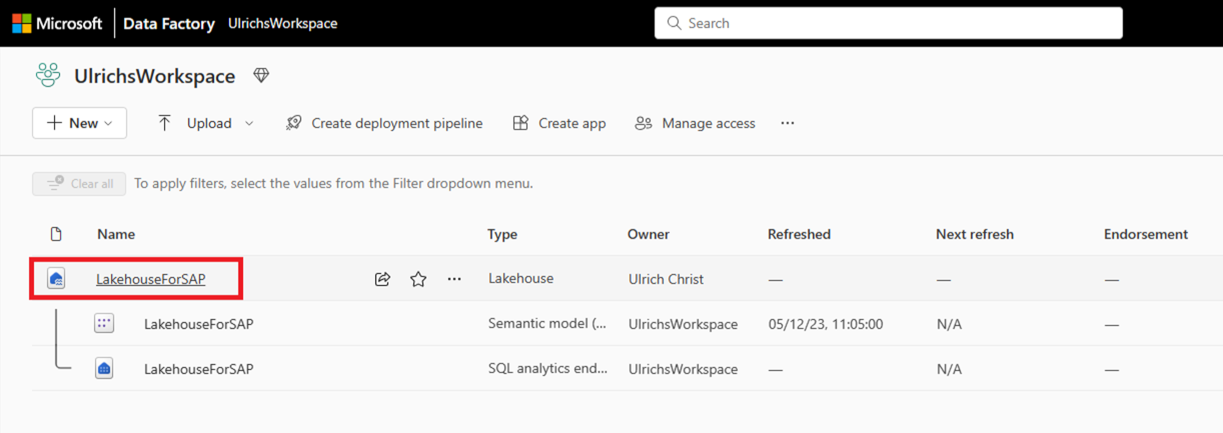 Microsoft Data Factory UlrichsWorkspace Search
UlrichsWorkspace
New Upload Create deployment pipeline Create app Manage access ...
Clear all To apply filters, select the values from the Filter dropdown menu.
Name Type Owner Refreshed Next refresh Endorsement
LakehouseForSAP ... Lakehouse Ulrich Christ — — —
LakehouseForSAP Semantic model (... UlrichsWorkspace 05/12/23, 11:05:00 N/A —
LakehouseForSAP SQL analytics end... UlrichsWorkspace — N/A —